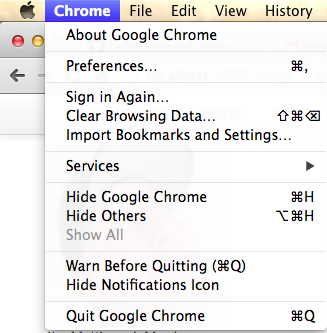 Chrome File Edit View History
About Google Chrome
Preferences... ⌘,
Sign in Again...
Clear Browsing Data... ⇧⌘⌫
Import Bookmarks and Settings...
Services ▶
Hide Google Chrome ⌘H
Hide Others ⌥⌘H
Show All
Warn Before Quitting (⌘Q)
Hide Notifications Icon
Quit Google Chrome ⌘Q